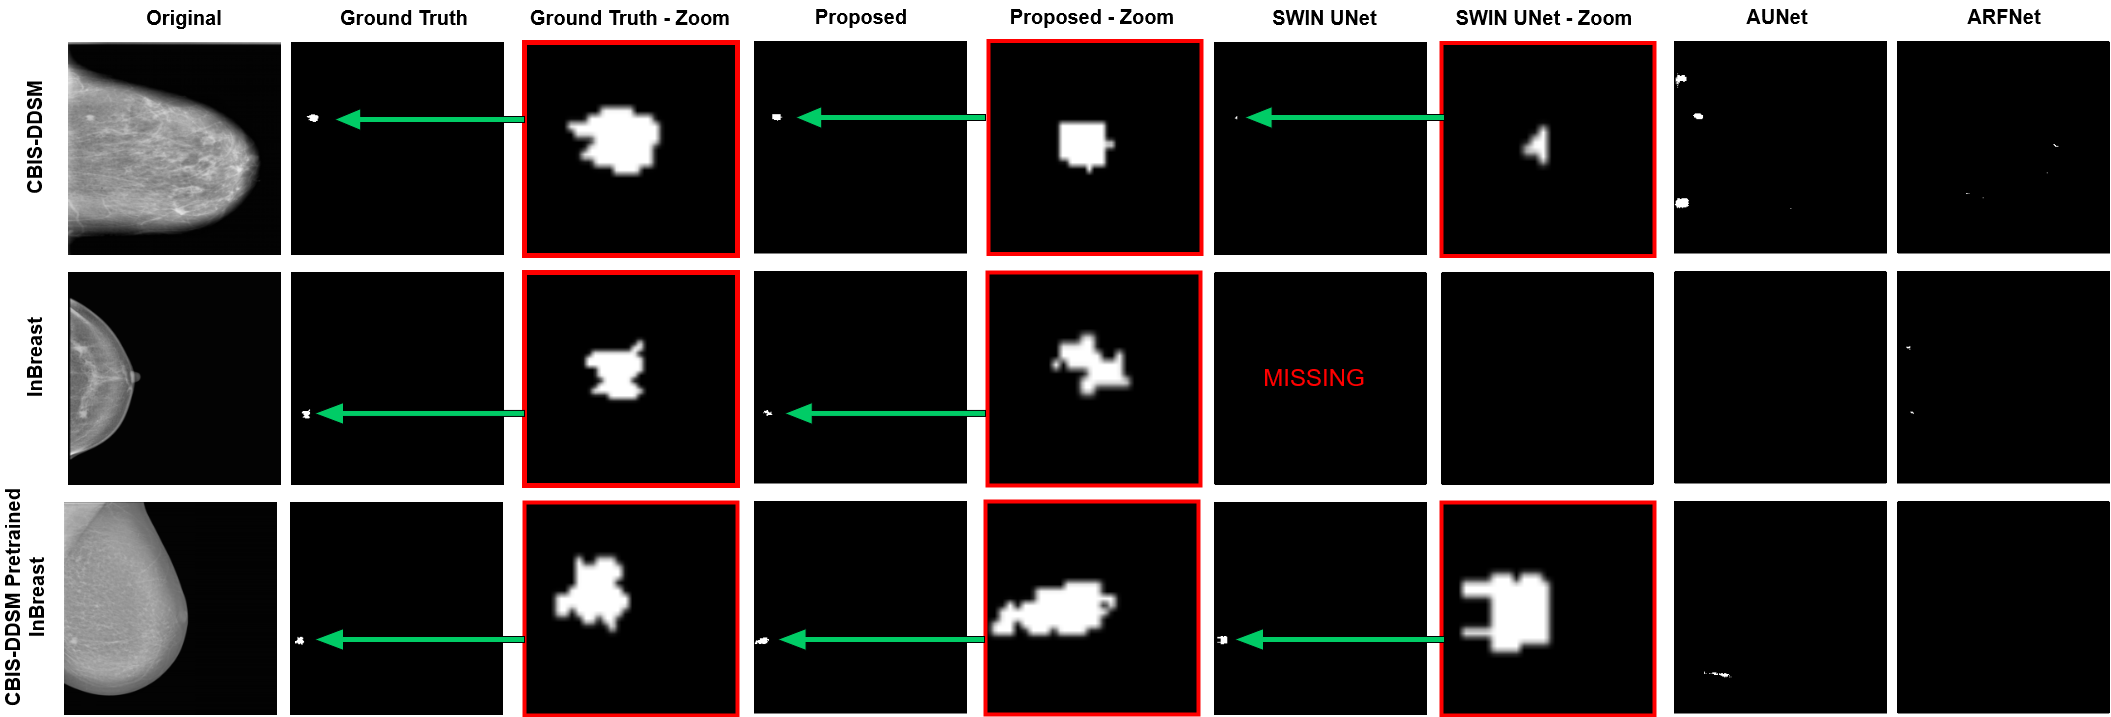 Original
Ground Truth
Ground Truth - Zoom
Proposed
Proposed - Zoom
SWIN UNet
SWIN UNet - Zoom
AUNet
ARFNet
CBIS-DDSM
InBreast
MISSING
CBIS-DDSM Pretrained
InBreast